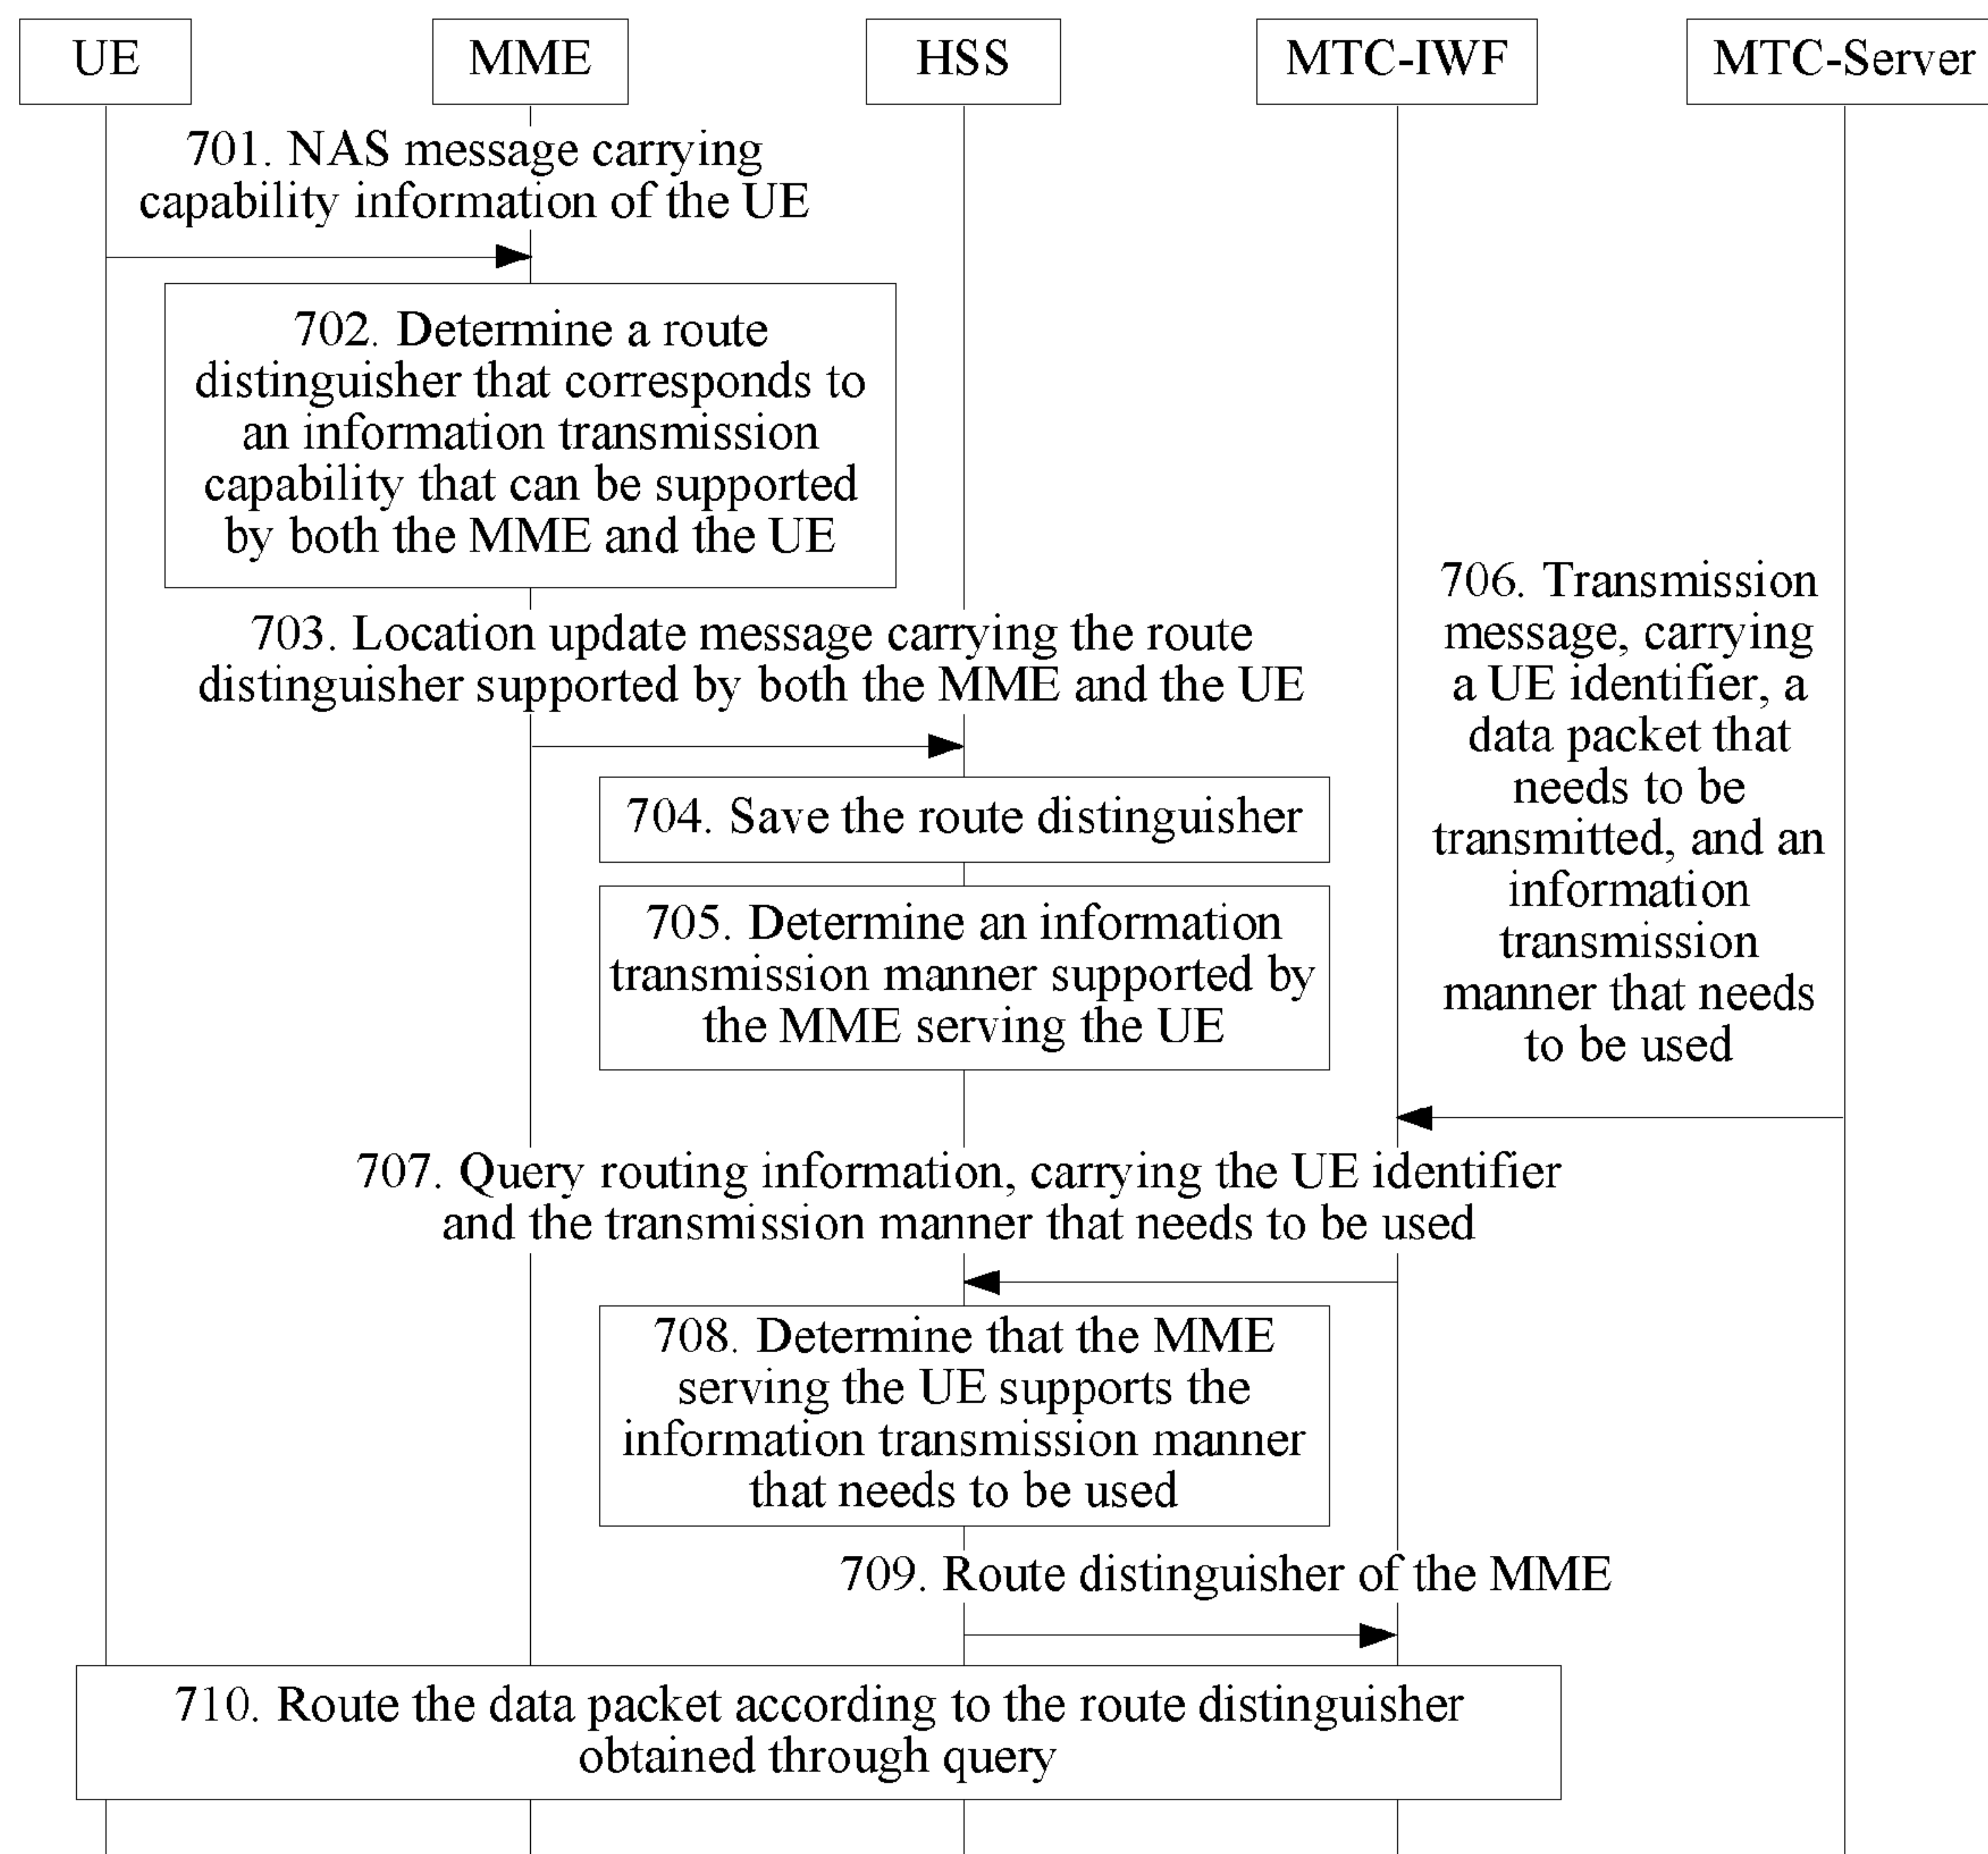 UE
MME
HSS
MTC-IWF
MTC-Server
701. NAS message carrying
capability information of the UE
702. Determine a route
distinguisher that corresponds to
an information transmission
capability that can be supported
by both the MME and the UE
703. Location update message carrying the route
distinguisher supported by both the MME and the UE
704. Save the route distinguisher
705. Determine an information
transmission manner supported by
the MME serving the UE
706. Transmission
message, carrying
a UE identifier, a
data packet that
needs to be
transmitted, and an
information
transmission
manner that needs
to be used
707. Query routing information, carrying the UE identifier
and the transmission manner that needs to be used
708. Determine that the MME
serving the UE supports the
information transmission manner
that needs to be used
709. Route distinguisher of the MME
710. Route the data packet according to the route distinguisher
obtained through query